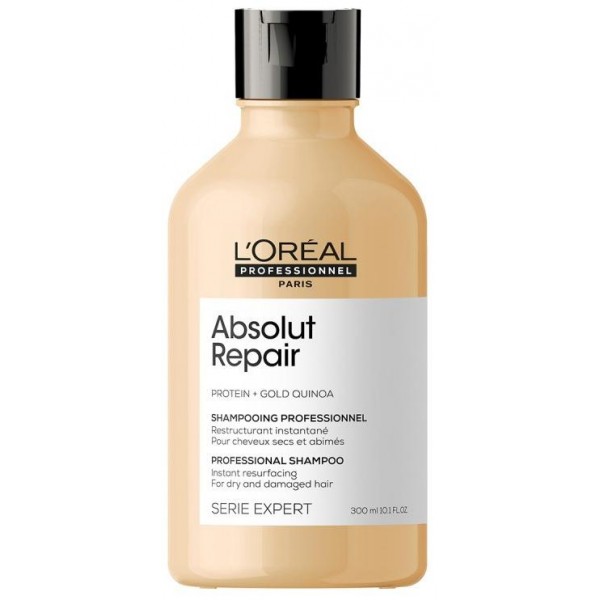 L'ORÉAL
PROFESSIONNEL
PARIS
Absolut
Repair
PROTEIN + GOLD QUINOA
SHAMPOOING PROFESSIONNEL
Restructurant instantané
Pour cheveux secs et abimés
PROFESSIONAL SHAMPOO
Instant resurfacing
For dry and damaged hair
SERIE EXPERT
300 ml 10.1 FL.OZ